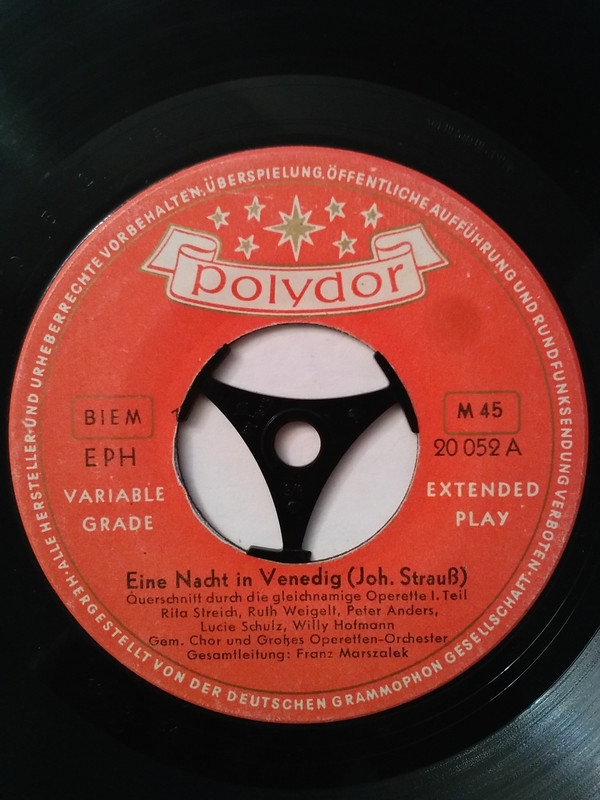 ALLE HERSTELLER-UND URHEBERRECHTE VORBEHALTEN, ÜBERSPIELUNG, ÖFFENTLICHE AUFFÜHRUNG UND RUNDFUNKSENDUNG VERBOTEN·
polydor
BIEM
EPH
VARIABLE
GRADE
M 45
20 052 A
EXTENDED
PLAY
Eine Nacht in Venedig (Joh. Strauß)
Querschnitt durch die gleichnamige Operette I. Teil
Rita Streich, Ruth Weigelt, Peter Anders,
Lucie Schulz, Willy Hofmann
Gem. Chor und Großes Operetten-Orchester
Gesamtleitung: Franz Marszalek
·HERGESTELLT VON DER DEUTSCHEN GRAMMOPHON GESELLSCHAFT·